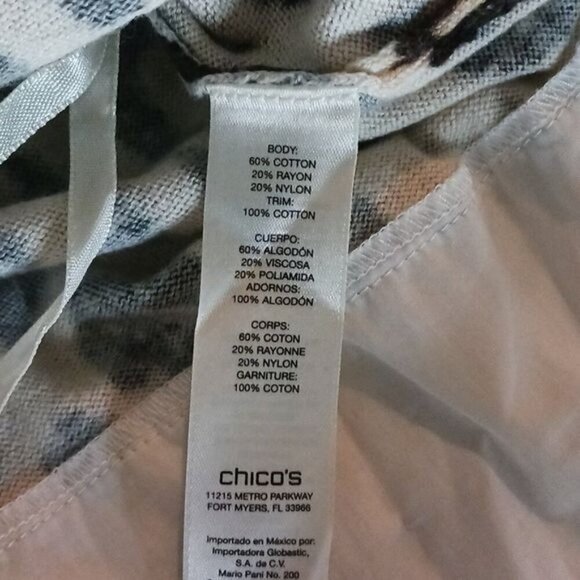 BODY:
60% COTTON
20% RAYON
20% NYLON
TRIM:
100% COTTON
CUERPO:
60% ALGODÓN
20% VISCOSA
20% POLIAMIDA
ADORNOS:
100% ALGODÓN
CORPS:
60% COTON
20% RAYONNE
20% NYLON
GARNITURE:
100% COTON
chico's
11215 METRO PARKWAY
FORT MYERS, FL 33966
Importado en México por:
Importadora Globastic,
S.A. de C.V.
Mario Pani No. 200